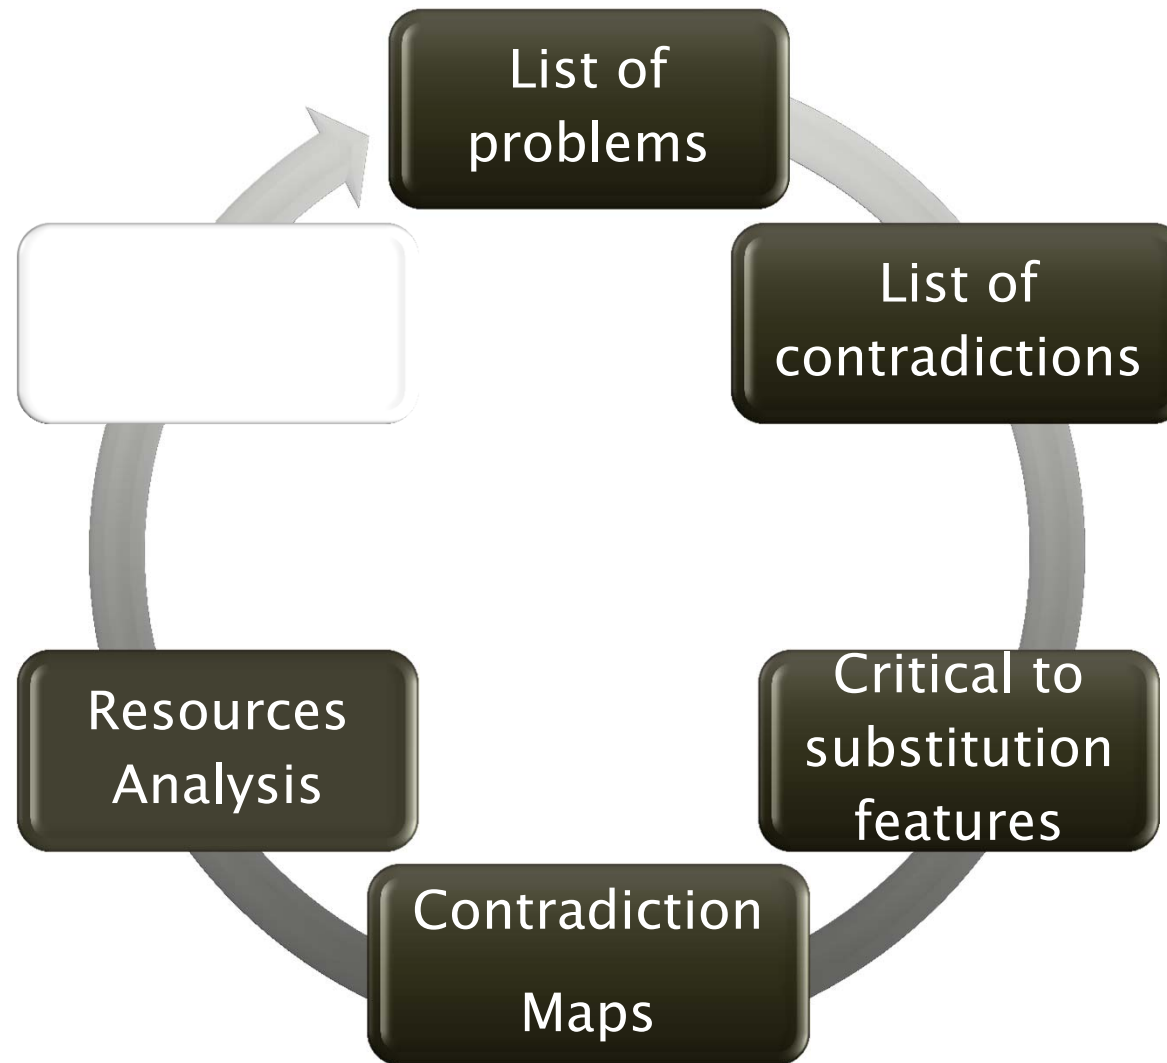 List of
problems
List of
contradictions
Critical to
substitution
features
Contradiction
Maps
Resources
Analysis